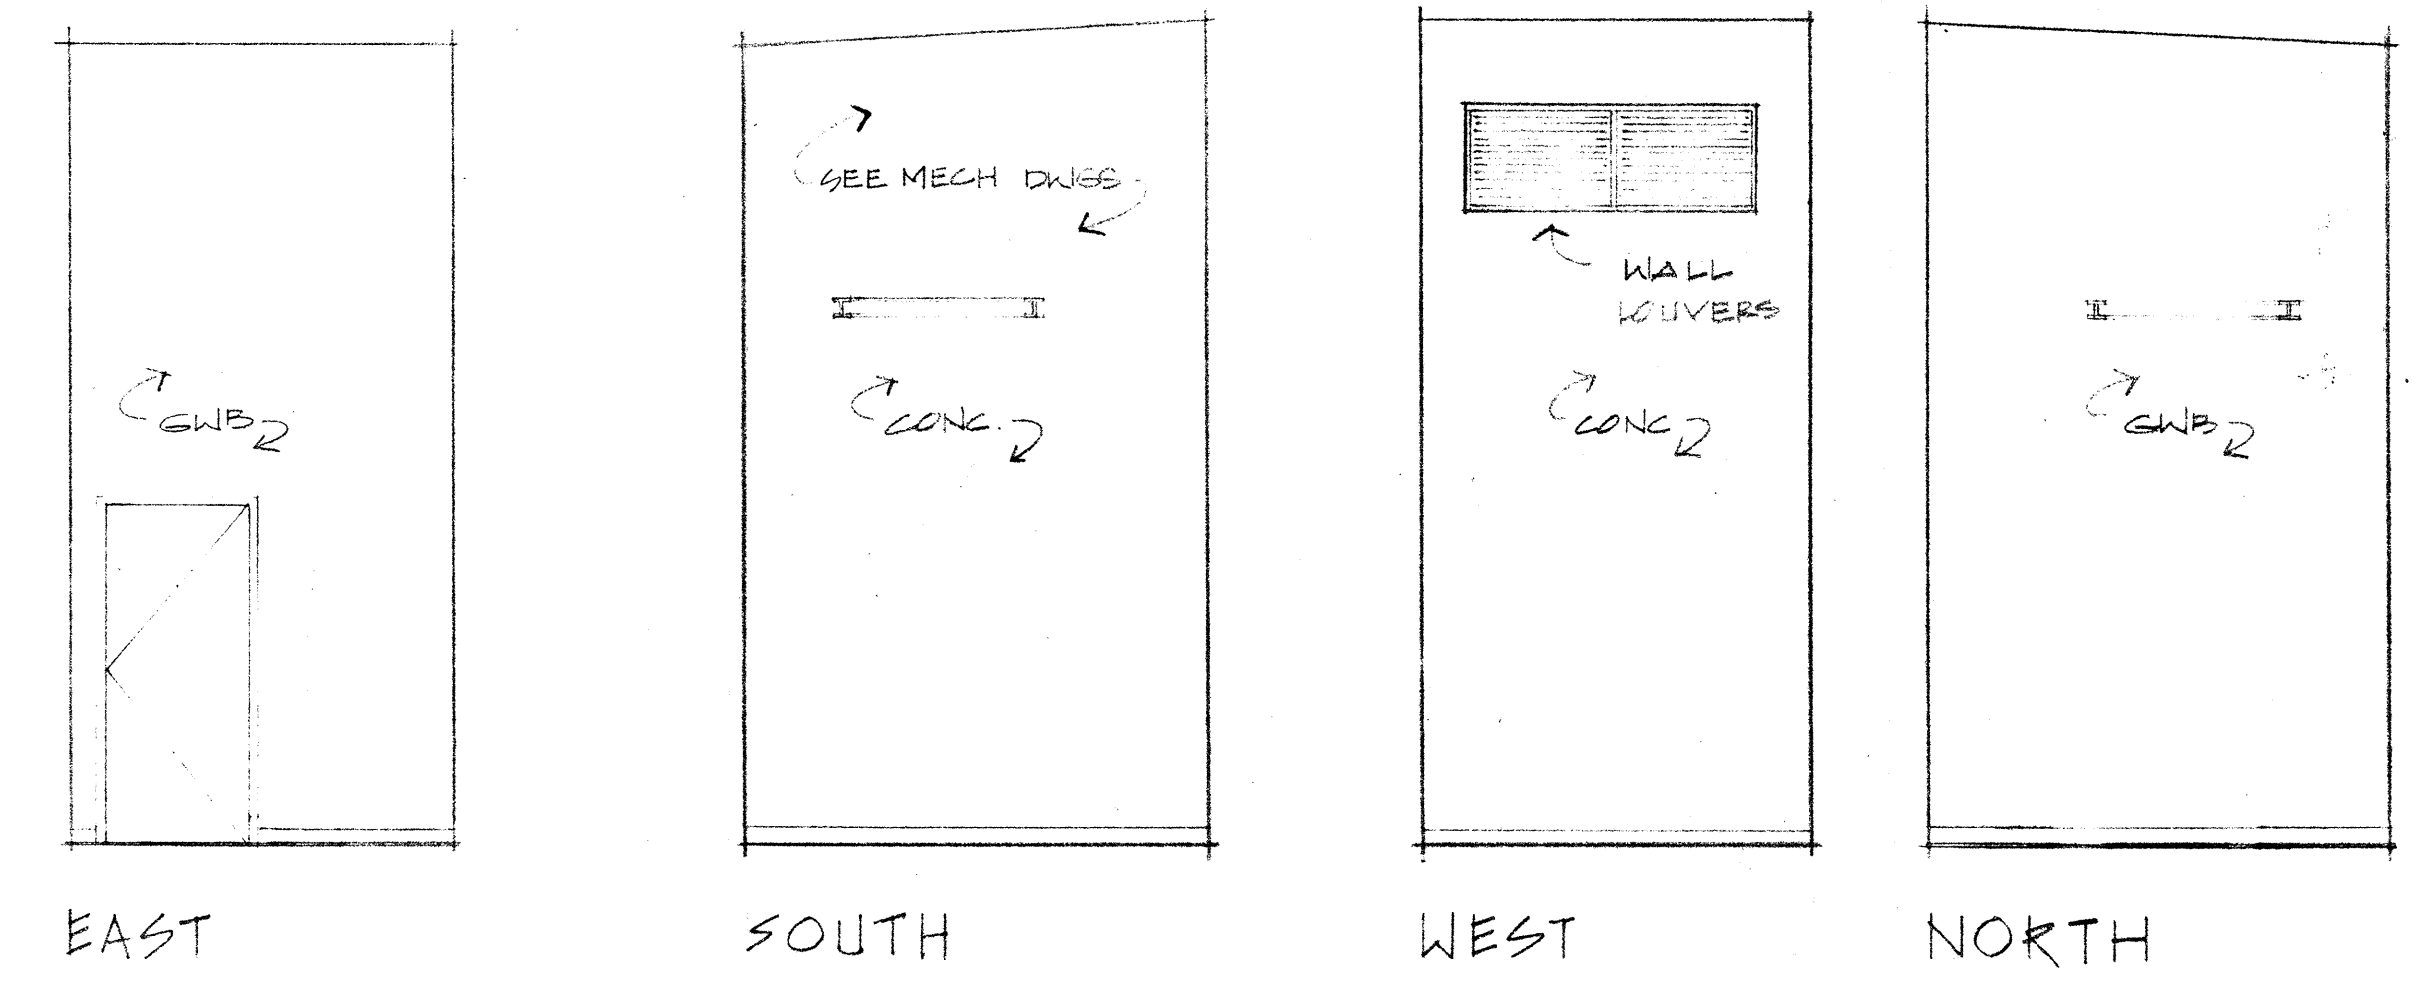 SEE MECH DWGS
WALL
LOUVERS
GWB
CONC.
CONC
GWB
EAST
SOUTH
WEST
NORTH